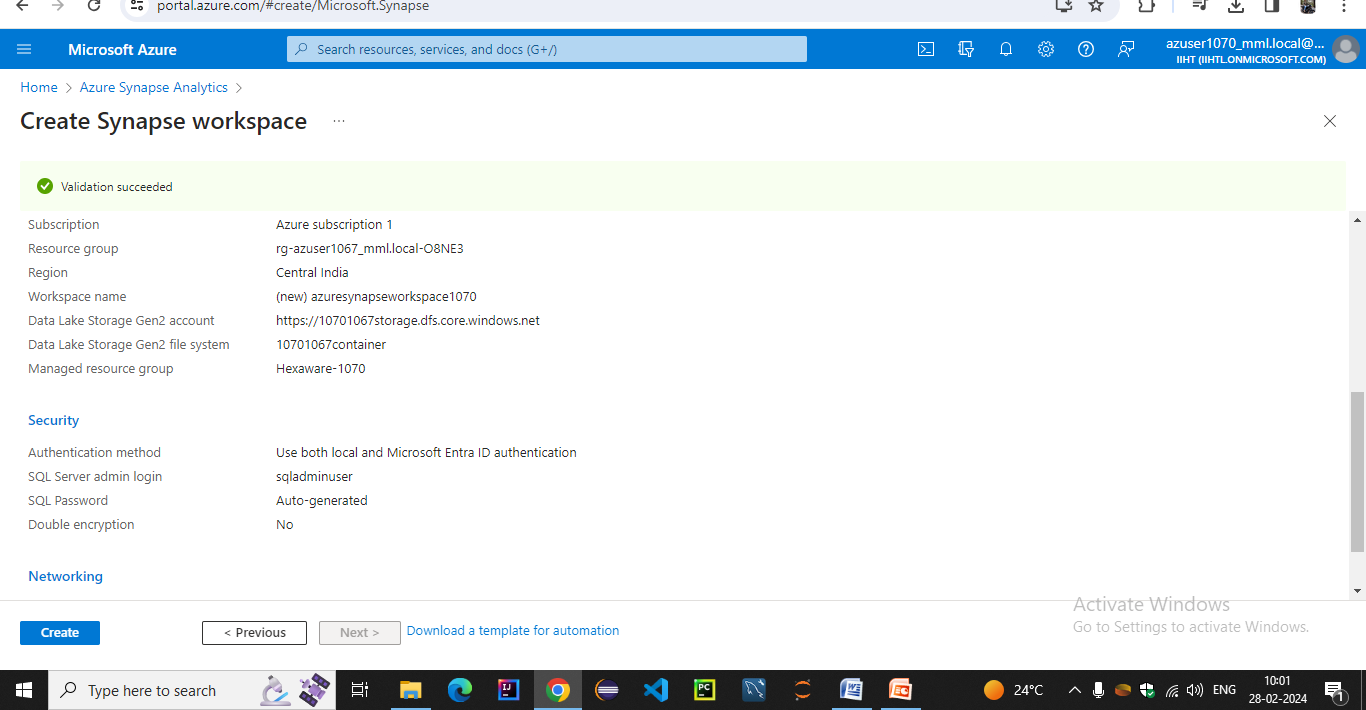 portal.azure.com/#create/Microsoft.Synapse
Microsoft Azure
Search resources, services, and docs (G+/)
azuser1070_mml.local@...
IIHT (IIHTL.ONMICROSOFT.COM)
Home > Azure Synapse Analytics >
Create Synapse workspace ...
Validation succeeded
Subscription Azure subscription 1
Resource group rg-azuser1067_mml.local-O8NE3
Region Central India
Workspace name (new) azuresynapseworkspace1070
Data Lake Storage Gen2 account https://10701067storage.dfs.core.windows.net
Data Lake Storage Gen2 file system 10701067container
Managed resource group Hexaware-1070
Security
Authentication method Use both local and Microsoft Entra ID authentication
SQL Server admin login sqladminuser
SQL Password Auto-generated
Double encryption No
Networking
Activate Windows
Go to Settings to activate Windows.
Create < Previous Next > Download a template for automation
Type here to search
24°C
ENG
10:01
28-02-2024
1